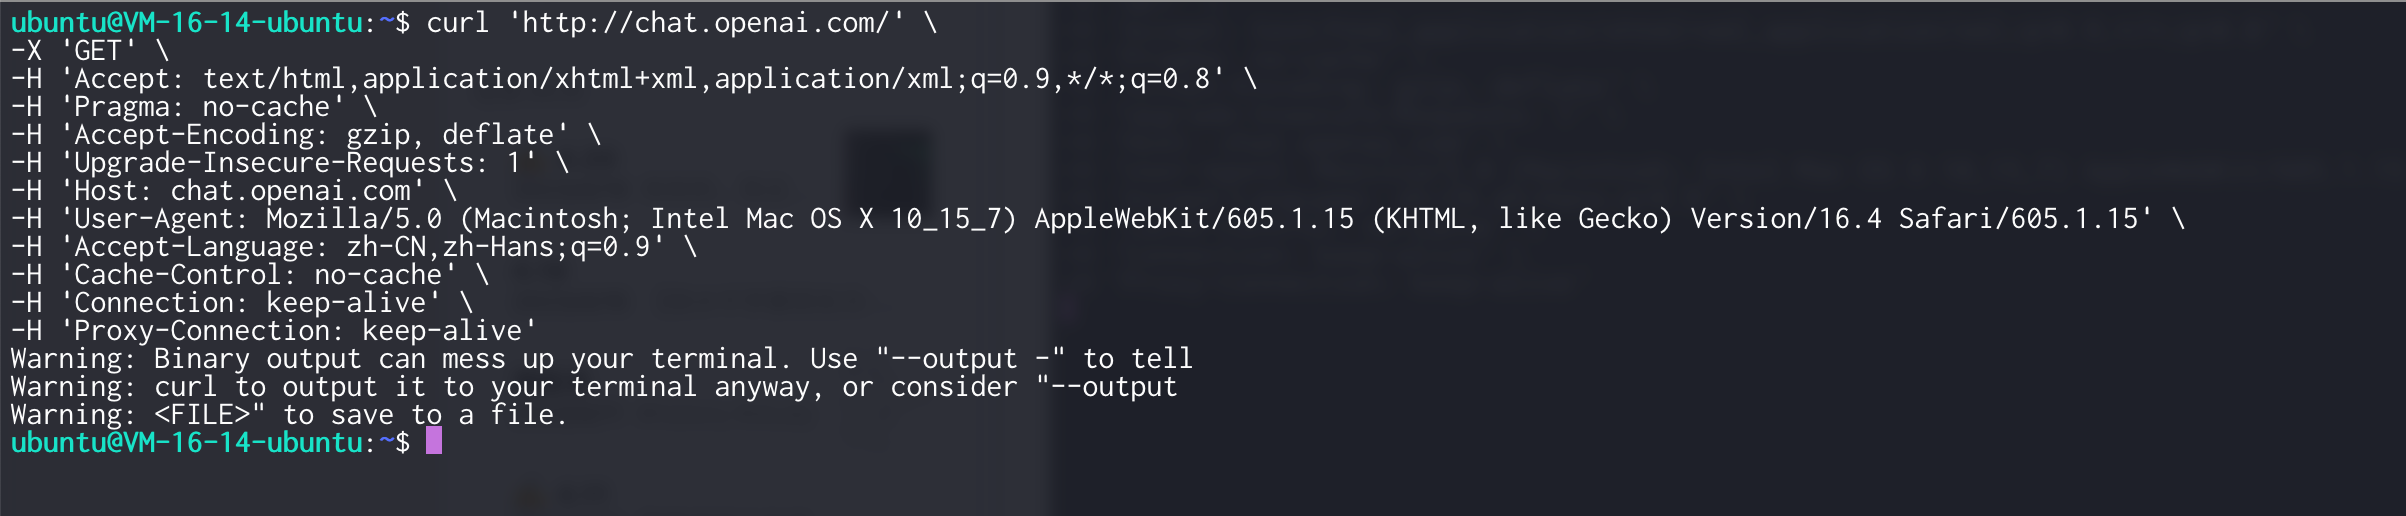 ubuntu@VM-16-14-ubuntu:~$ curl 'http://chat.openai.com/' \
-X 'GET' \
-H 'Accept: text/html,application/xhtml+xml,application/xml;q=0.9,*/*;q=0.8' \
-H 'Pragma: no-cache' \
-H 'Accept-Encoding: gzip, deflate' \
-H 'Upgrade-Insecure-Requests: 1' \
-H 'Host: chat.openai.com' \
-H 'User-Agent: Mozilla/5.0 (Macintosh; Intel Mac OS X 10_15_7) AppleWebKit/605.1.15 (KHTML, like Gecko) Version/16.4 Safari/605.1.15' \
-H 'Accept-Language: zh-CN,zh-Hans;q=0.9' \
-H 'Cache-Control: no-cache' \
-H 'Connection: keep-alive' \
-H 'Proxy-Connection: keep-alive'
Warning: Binary output can mess up your terminal. Use "--output -" to tell
Warning: curl to output it to your terminal anyway, or consider "--output
Warning: <FILE>" to save to a file.
ubuntu@VM-16-14-ubuntu:~$